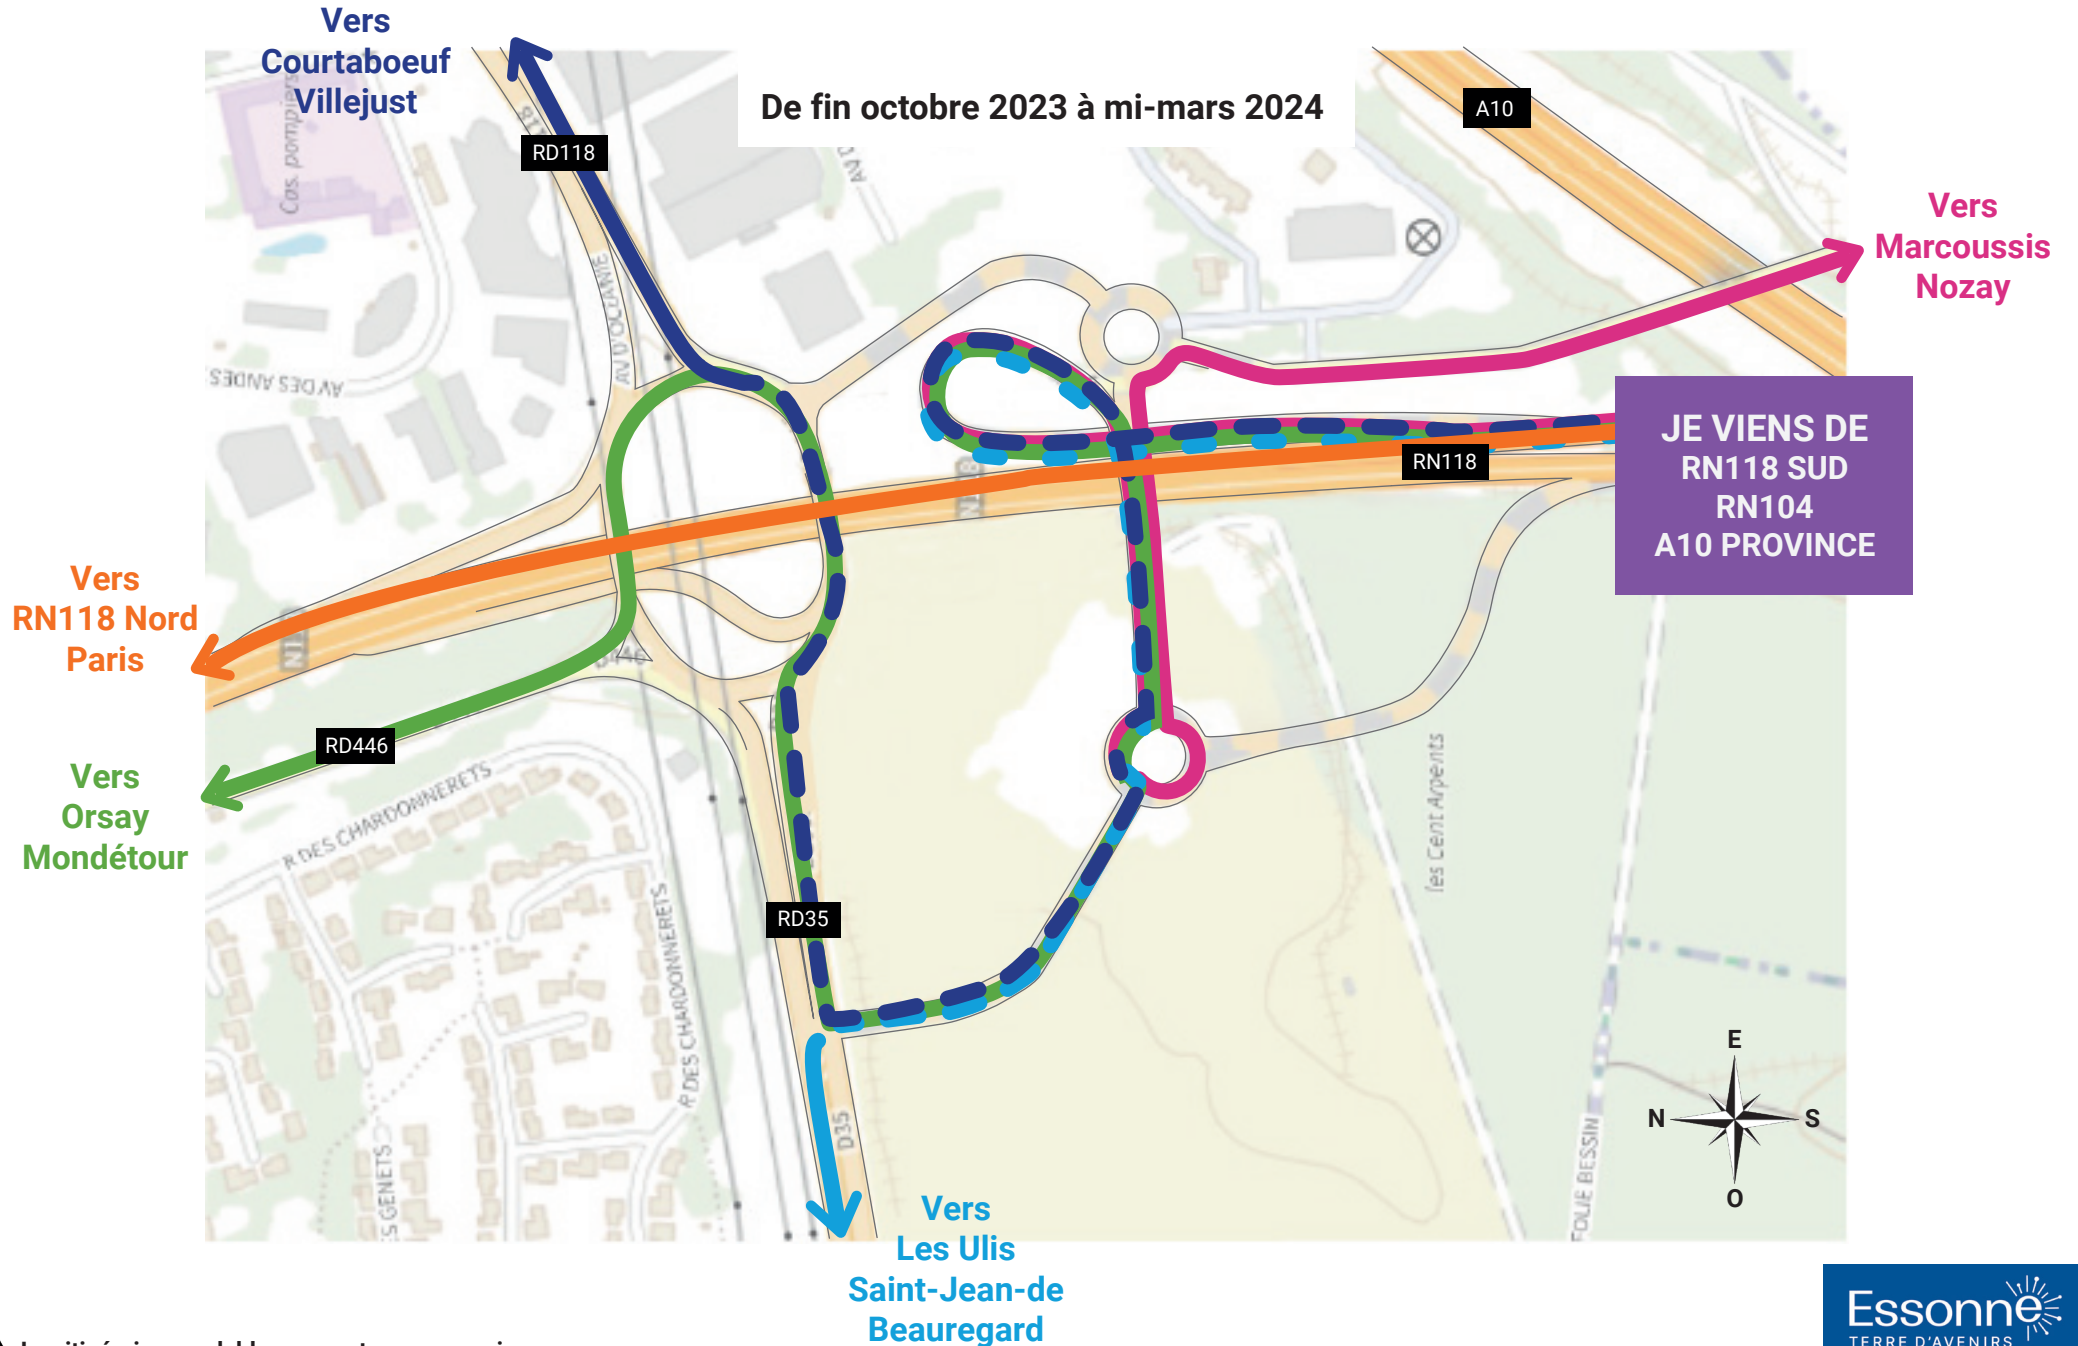 Vers
Courtaboeuf
Villejust
De fin octobre 2023 à mi-mars 2024
A10
RD118
Cas. pompiers
Vers
Marcoussis
Nozay
AV D'OCÉANIE
AV DES ANDES
JE VIENS DE
RN118 SUD
RN104
A10 PROVINCE
RN118
Vers
RN118 Nord
Paris
RD446
Vers
Orsay
Mondétour
R DES CHARDONNERETS
R DES CHARDONNERETS
les Cent Arpents
RD35
D35
FOLIE BESSIN
E
N
S
O
Vers
Les Ulis
Saint-Jean-de
Beauregard
Essonne
TERRE D'AVENIRS